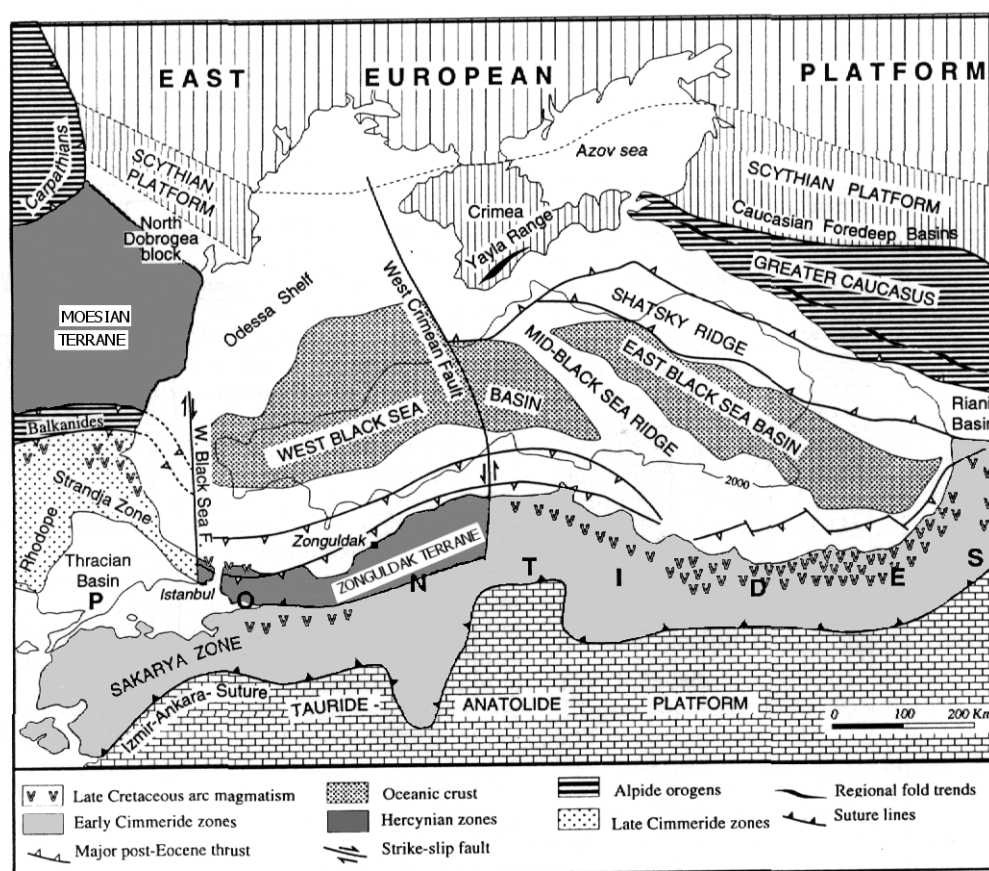 EAST EUROPEAN PLATFORM
Carpathians
SCYTHIAN
PLATFORM
Azov sea
SCYTHIAN PLATFORM
Caucasian Foredeep Basins
North
Dobrogea
block
Crimea
Yayla Range
GREATER CAUCASUS
MOESIAN
TERRANE
Odessa Shelf
West Crimean Fault
SHATSKY RIDGE
MID-BLACK SEA RIDGE
EAST BLACK SEA BASIN
WEST BLACK SEA
BASIN
Riani
Basin
Balkanides
W. Black Sea F.
Strandja Zone
Rhodope
2000
Zonguldak
ZONGULDAK TERRANE
Thracian
Basin
Istanbul
P O N T I D E S
SAKARYA ZONE
Izmir-Ankara-Suture
TAURIDE - ANATOLIDE PLATFORM
0 100 200 Km
Late Cretaceous arc magmatism
Oceanic crust
Alpide orogens
Regional fold trends
Early Cimmeride zones
Hercynian zones
Late Cimmeride zones
Suture lines
Major post-Eocene thrust
Strike-slip fault